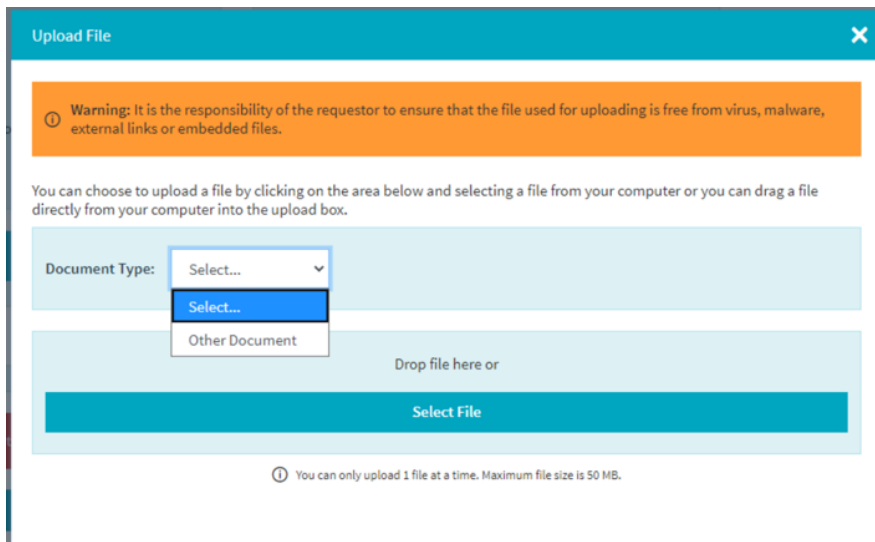 Upload File
Warning: It is the responsibility of the requestor to ensure that the file used for uploading is free from virus, malware,
external links or embedded files.
You can choose to upload a file by clicking on the area below and selecting a file from your computer or you can drag a file
directly from your computer into the upload box.
Document Type: Select...
Select...
Other Document
Drop file here or
Select File
You can only upload 1 file at a time. Maximum file size is 50 MB.